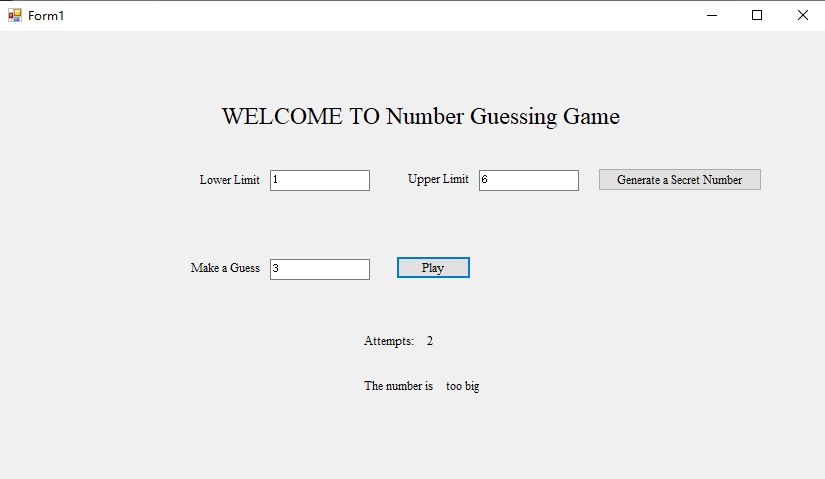 Form1
WELCOME TO Number Guessing Game
Lower Limit 1 Upper Limit 6 Generate a Secret Number
Make a Guess 3 Play
Attempts: 2
The number is too big